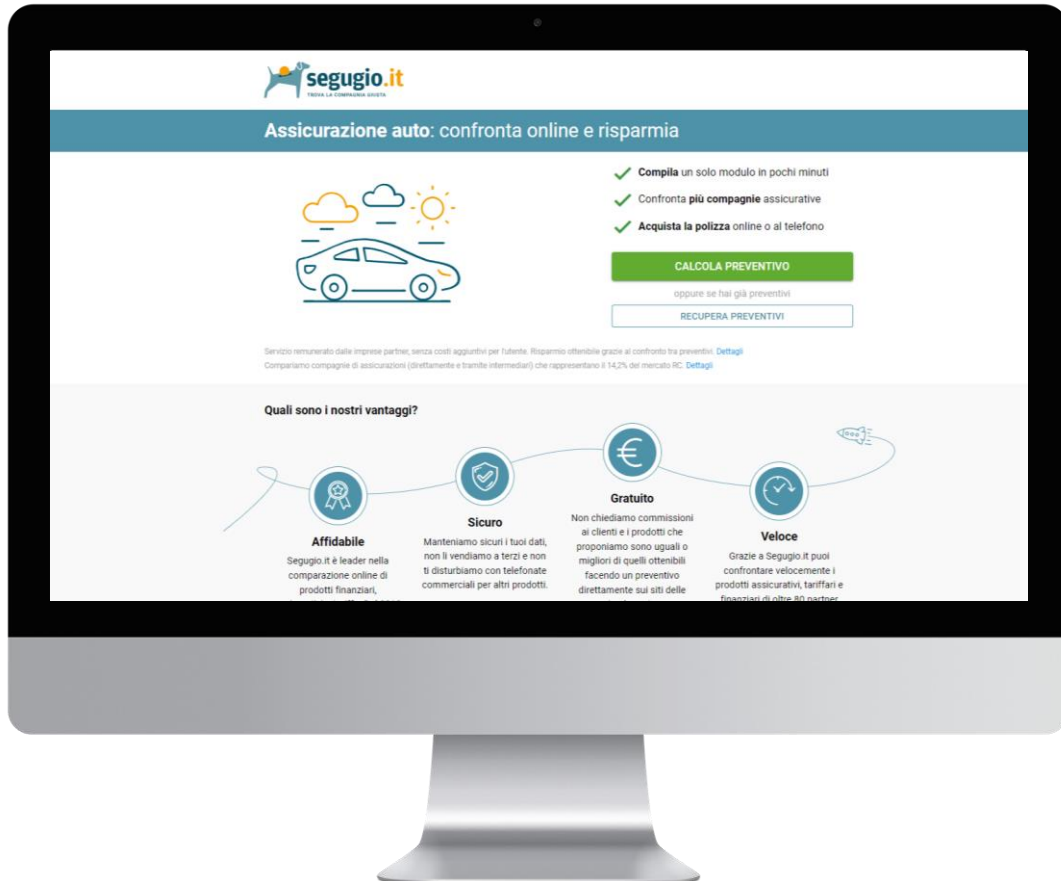 segugio.it
TROVA LA COMPAGNIA GIUSTA
Assicurazione auto: confronta online e risparmia
Compila un solo modulo in pochi minuti
Confronta più compagnie assicurative
Acquista la polizza online o al telefono
CALCOLA PREVENTIVO
oppure se hai già preventivi
RECUPERA PREVENTIVI
Servizio remunerato dalle imprese partner, senza costi aggiuntivi per l'utente. Risparmio ottenibile grazie al confronto tra preventivi. Dettagli
Compariamo compagnie di assicurazioni (direttamente e tramite intermediari) che rappresentano il 14,2% del mercato RC. Dettagli
Quali sono i nostri vantaggi?
Affidabile
Segugio.it è leader nella
comparazione online di
prodotti finanziari,
Sicuro
Manteniamo sicuri i tuoi dati,
non li vendiamo a terzi e non
ti disturbiamo con telefonate
commerciali per altri prodotti.
Gratuito
Non chiediamo commissioni
ai clienti e i prodotti che
proponiamo sono uguali o
migliori di quelli ottenibili
facendo un preventivo
direttamente sui siti delle
Veloce
Grazie a Segugio.it puoi
confrontare velocemente i
prodotti assicurativi, tariffari e
finanziari di oltre 80 partner